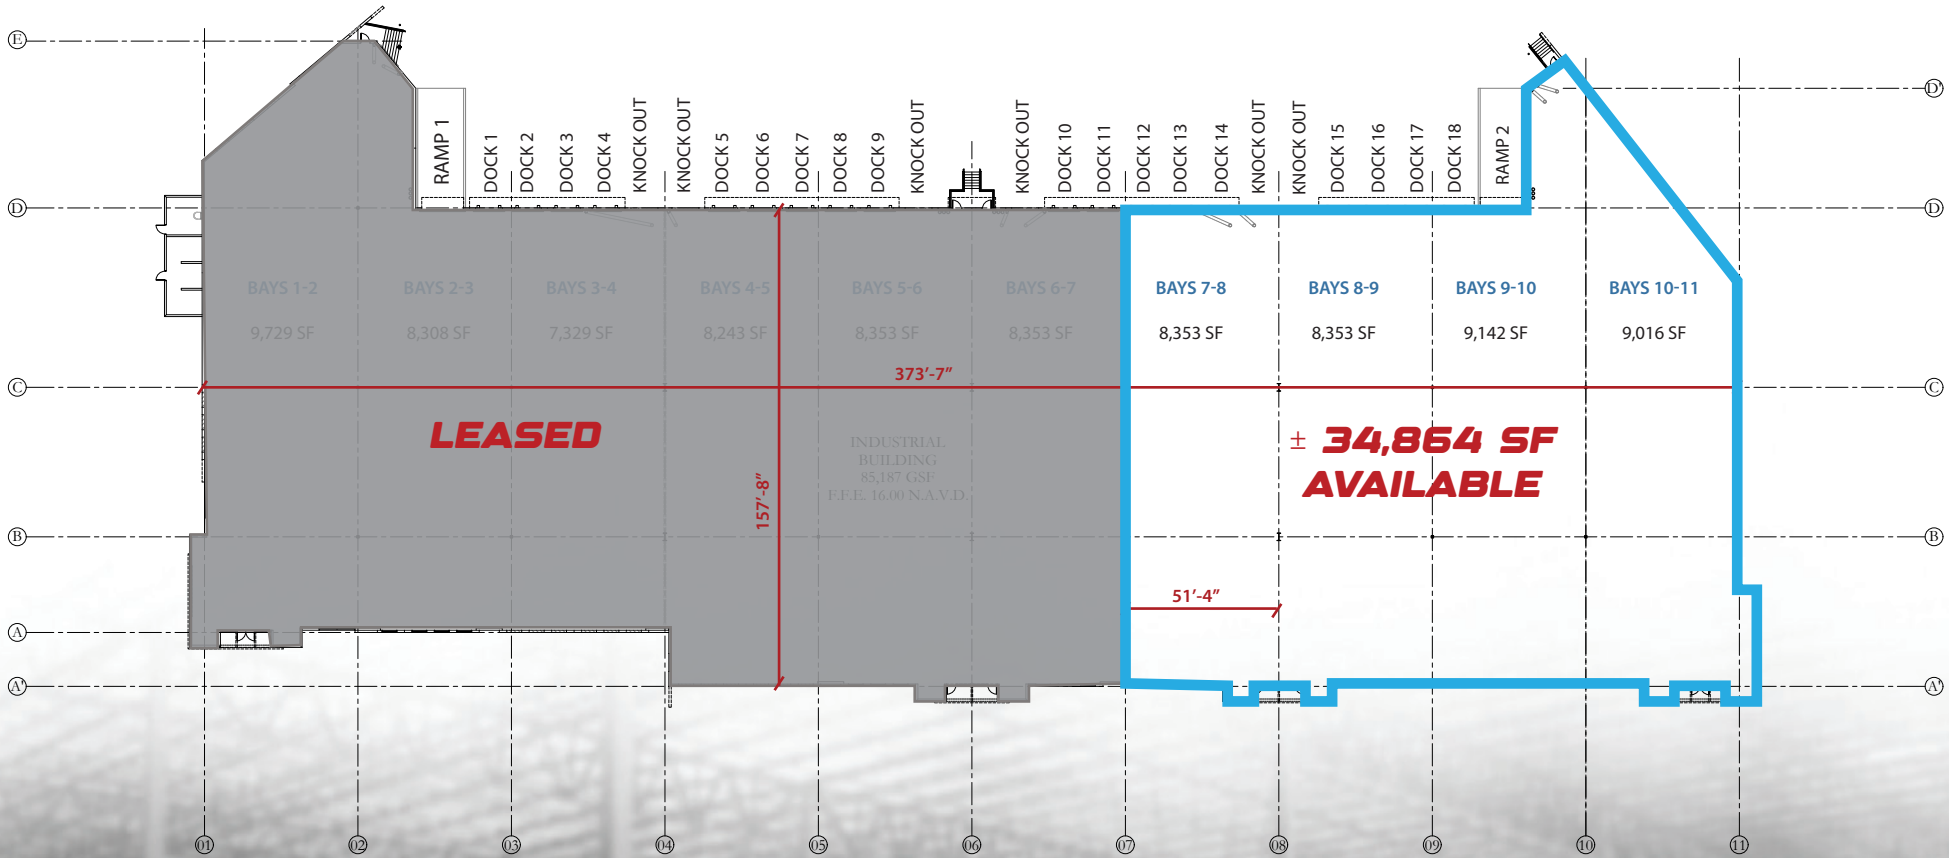 E
D'
RAMP 1
DOCK 1
DOCK 2
DOCK 3
DOCK 4
KNOCK OUT
KNOCK OUT
DOCK 5
DOCK 6
DOCK 7
DOCK 8
DOCK 9
KNOCK OUT
KNOCK OUT
DOCK 10
DOCK 11
DOCK 12
DOCK 13
DOCK 14
KNOCK OUT
KNOCK OUT
DOCK 15
DOCK 16
DOCK 17
DOCK 18
RAMP 2
D
D
BAYS 1-2
9,729 SF
BAYS 2-3
8,308 SF
BAYS 3-4
7,329 SF
BAYS 4-5
8,243 SF
BAYS 5-6
8,353 SF
BAYS 6-7
8,353 SF
BAYS 7-8
8,353 SF
BAYS 8-9
8,353 SF
BAYS 9-10
9,142 SF
BAYS 10-11
9,016 SF
373'-7"
C
C
LEASED
INDUSTRIAL
BUILDING
85,187 GSF
F.F.E. 16.00 N.A.V.D.
157'-8"
± 34,864 SF
AVAILABLE
B
B
51'-4"
A
A'
A'
01
02
03
04
05
06
07
08
09
10
11